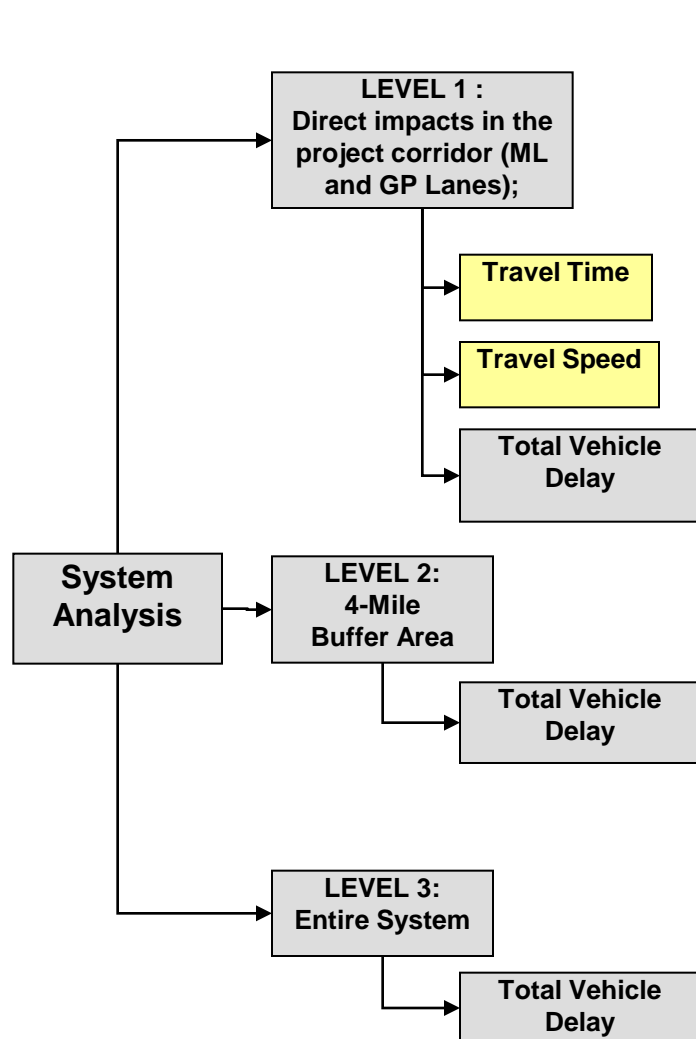 LEVEL 1 :
Direct impacts in the
project corridor (ML
and GP Lanes);
Travel Time
Travel Speed
Total Vehicle
Delay
System
Analysis
LEVEL 2:
4-Mile
Buffer Area
Total Vehicle
Delay
LEVEL 3:
Entire System
Total Vehicle
Delay